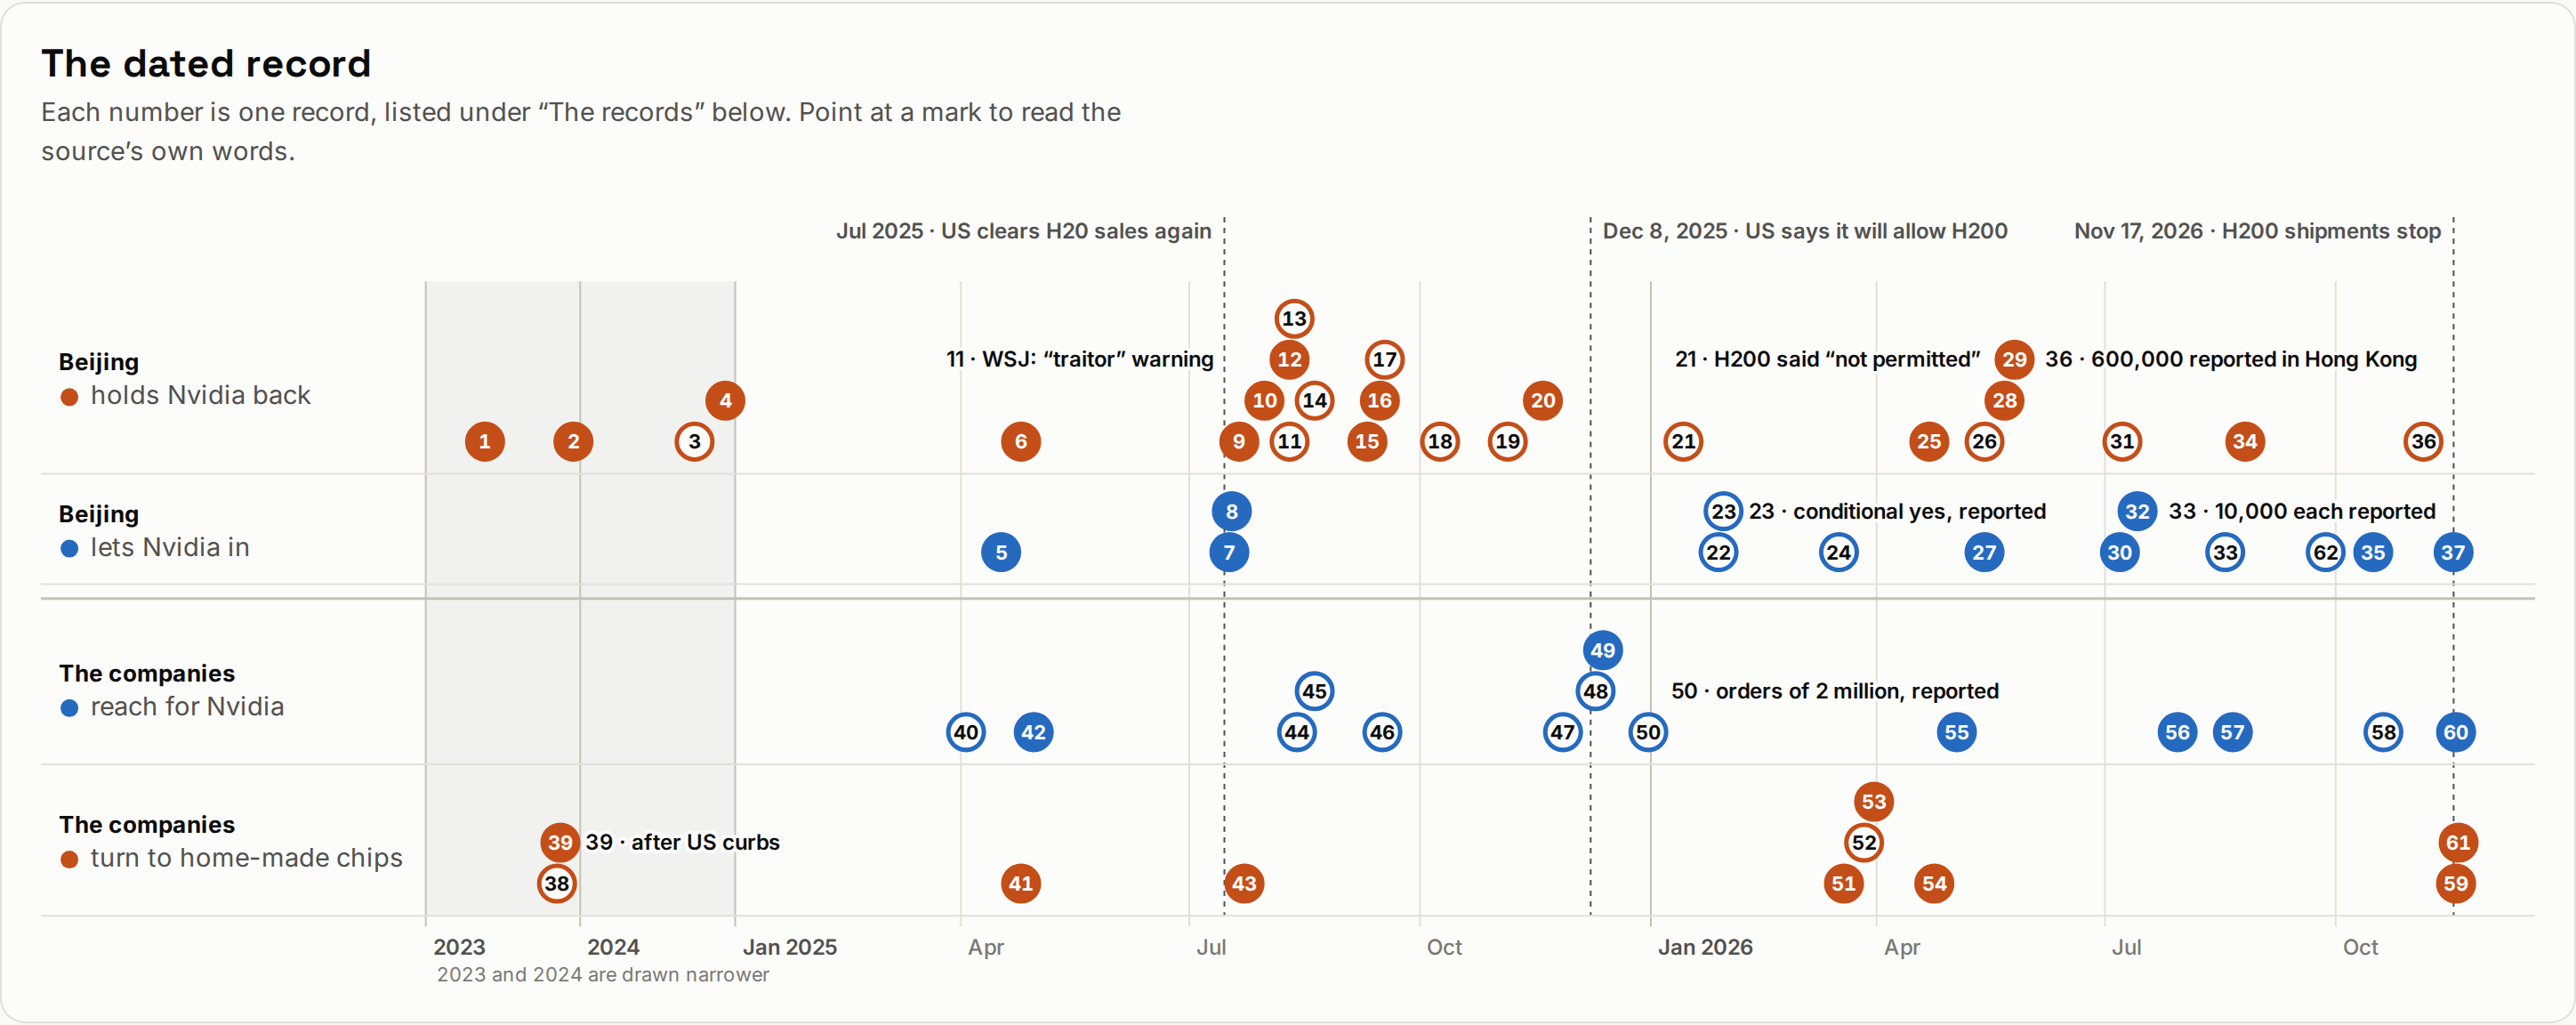 The dated record
Each number is one record, listed under “The records” below. Point at a mark to read the
source’s own words.
Jul 2025 · US clears H20 sales again
Dec 8, 2025 · US says it will allow H200
Nov 17, 2026 · H200 shipments stop
Beijing
holds Nvidia back
13
11 · WSJ: “traitor” warning
12
17
21 · H200 said “not permitted”
29
36 · 600,000 reported in Hong Kong
4
10
14
16
20
28
1
2
3
6
9
11
15
18
19
21
25
26
31
34
36
Beijing
lets Nvidia in
8
23
23 · conditional yes, reported
32
33 · 10,000 each reported
5
7
22
24
27
30
33
62
35
37
The companies
reach for Nvidia
49
45
48
50 · orders of 2 million, reported
40
42
44
46
47
50
55
56
57
58
60
The companies
turn to home-made chips
53
39
39 · after US curbs
52
61
38
41
43
51
54
59
2023
2024
Jan 2025
Apr
Jul
Oct
Jan 2026
Apr
Jul
Oct
2023 and 2024 are drawn narrower